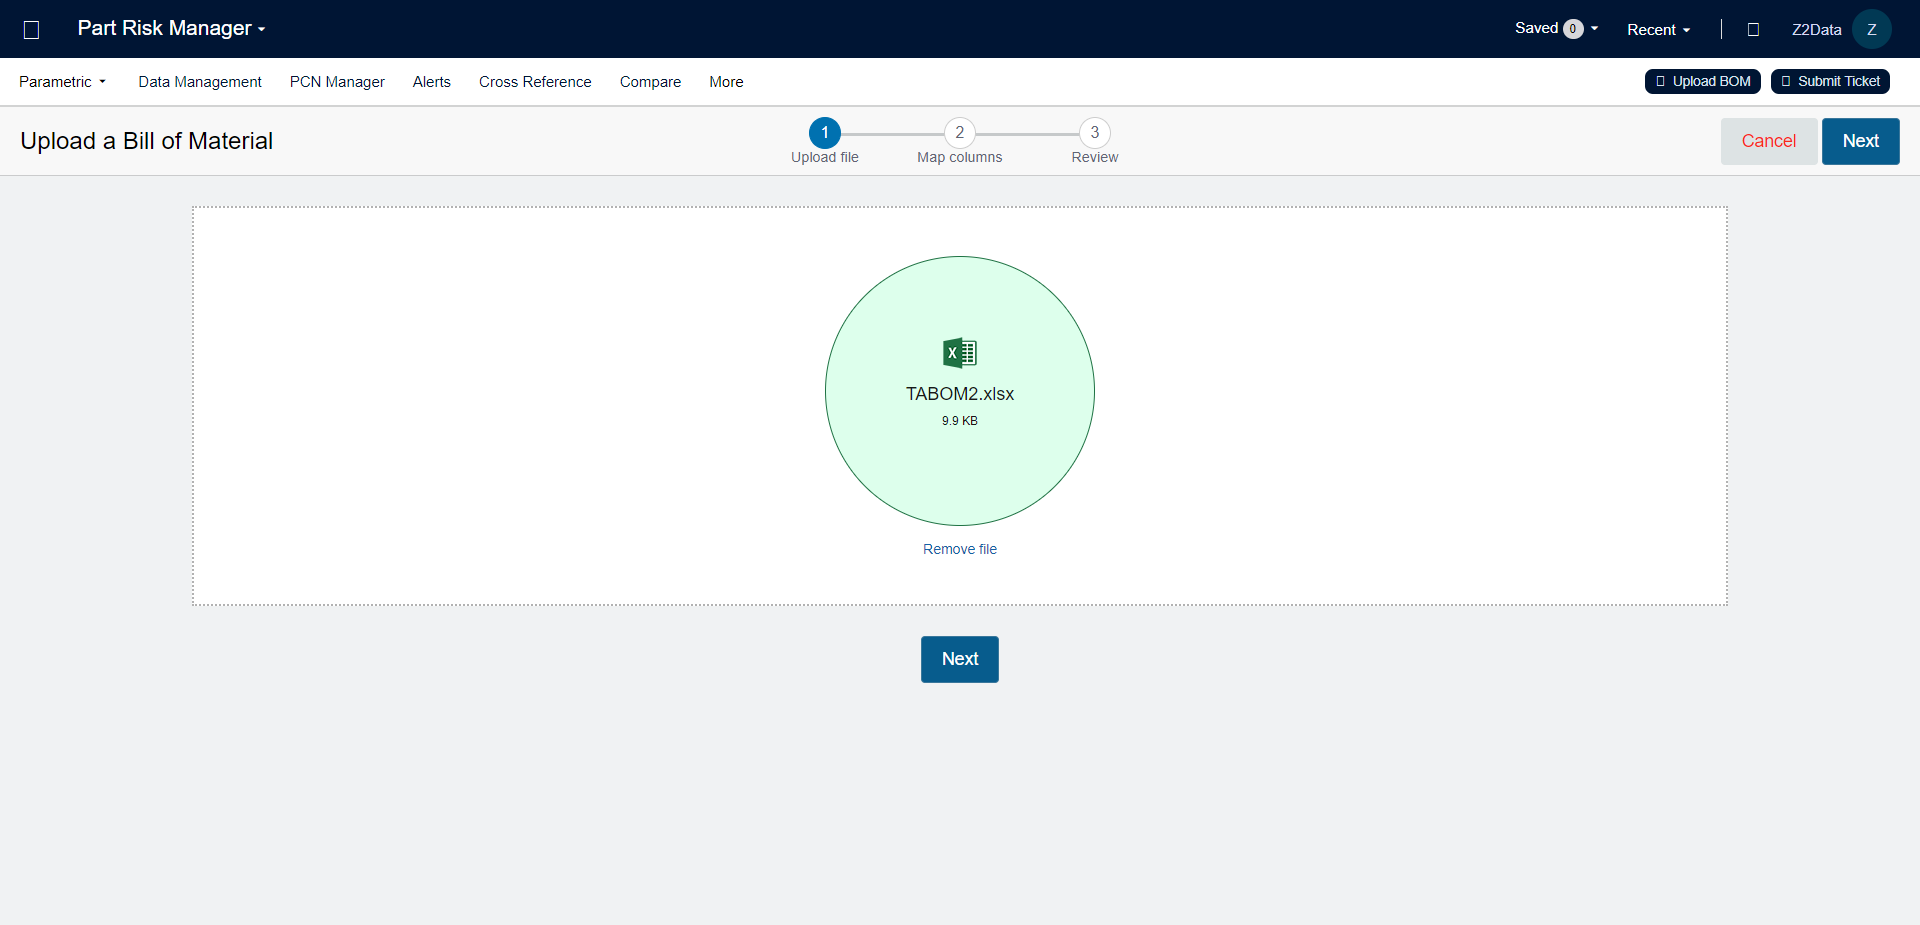 Part Risk Manager
Saved 0
Recent
Z2Data
Z
Parametric
Data Management
PCN Manager
Alerts
Cross Reference
Compare
More
Upload BOM
Submit Ticket
Upload a Bill of Material
1
Upload file
2
Map columns
3
Review
Cancel
Next
X
TABOM2.xlsx
9.9 KB
Remove file
Next